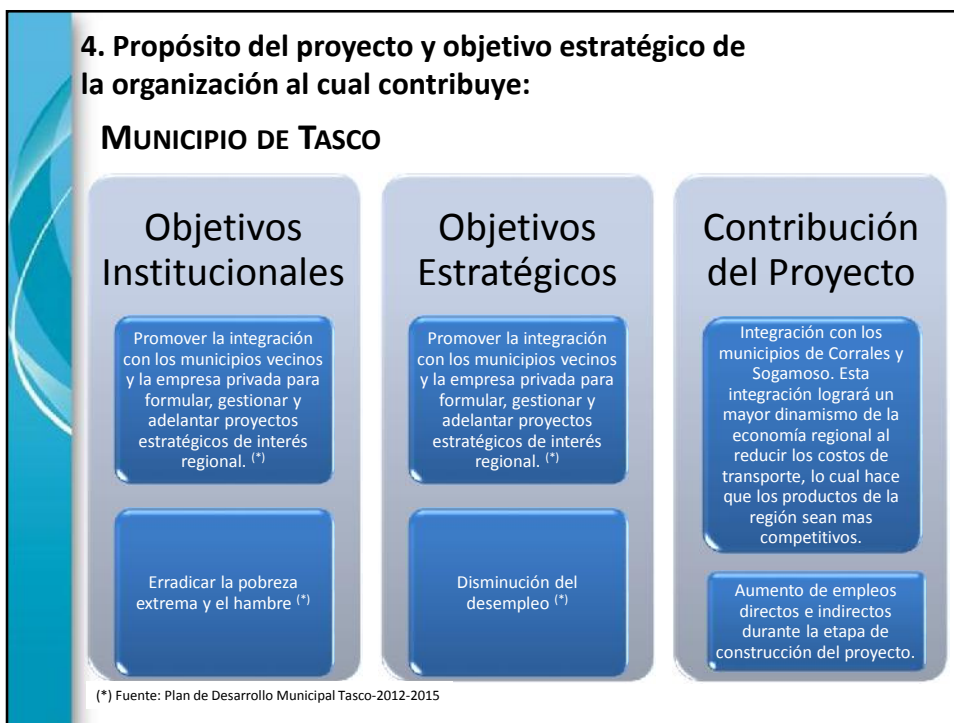 4. Propósito del proyecto y objetivo estratégico de
la organización al cual contribuye:
MUNICIPIO DE TASCO
Objetivos
Institucionales
Promover la integración
con los municipios vecinos
y la empresa privada para
formular, gestionar y
adelantar proyectos
estratégicos de interés
regional. (*)
Erradicar la pobreza
extrema y el hambre (*)
Objetivos
Estratégicos
Promover la integración
con los municipios vecinos
y la empresa privada para
formular, gestionar y
adelantar proyectos
estratégicos de interés
regional. (*)
Disminución del
desempleo (*)
Contribución
del Proyecto
Integración con los
municipios de Corrales y
Sogamoso. Esta
integración logrará un
mayor dinamismo de la
economía regional al
reducir los costos de
transporte, lo cual hace
que los productos de la
región sean mas
competitivos.
Aumento de empleos
directos e indirectos
durante la etapa de
construcción del proyecto.
(*) Fuente: Plan de Desarrollo Municipal Tasco-2012-2015